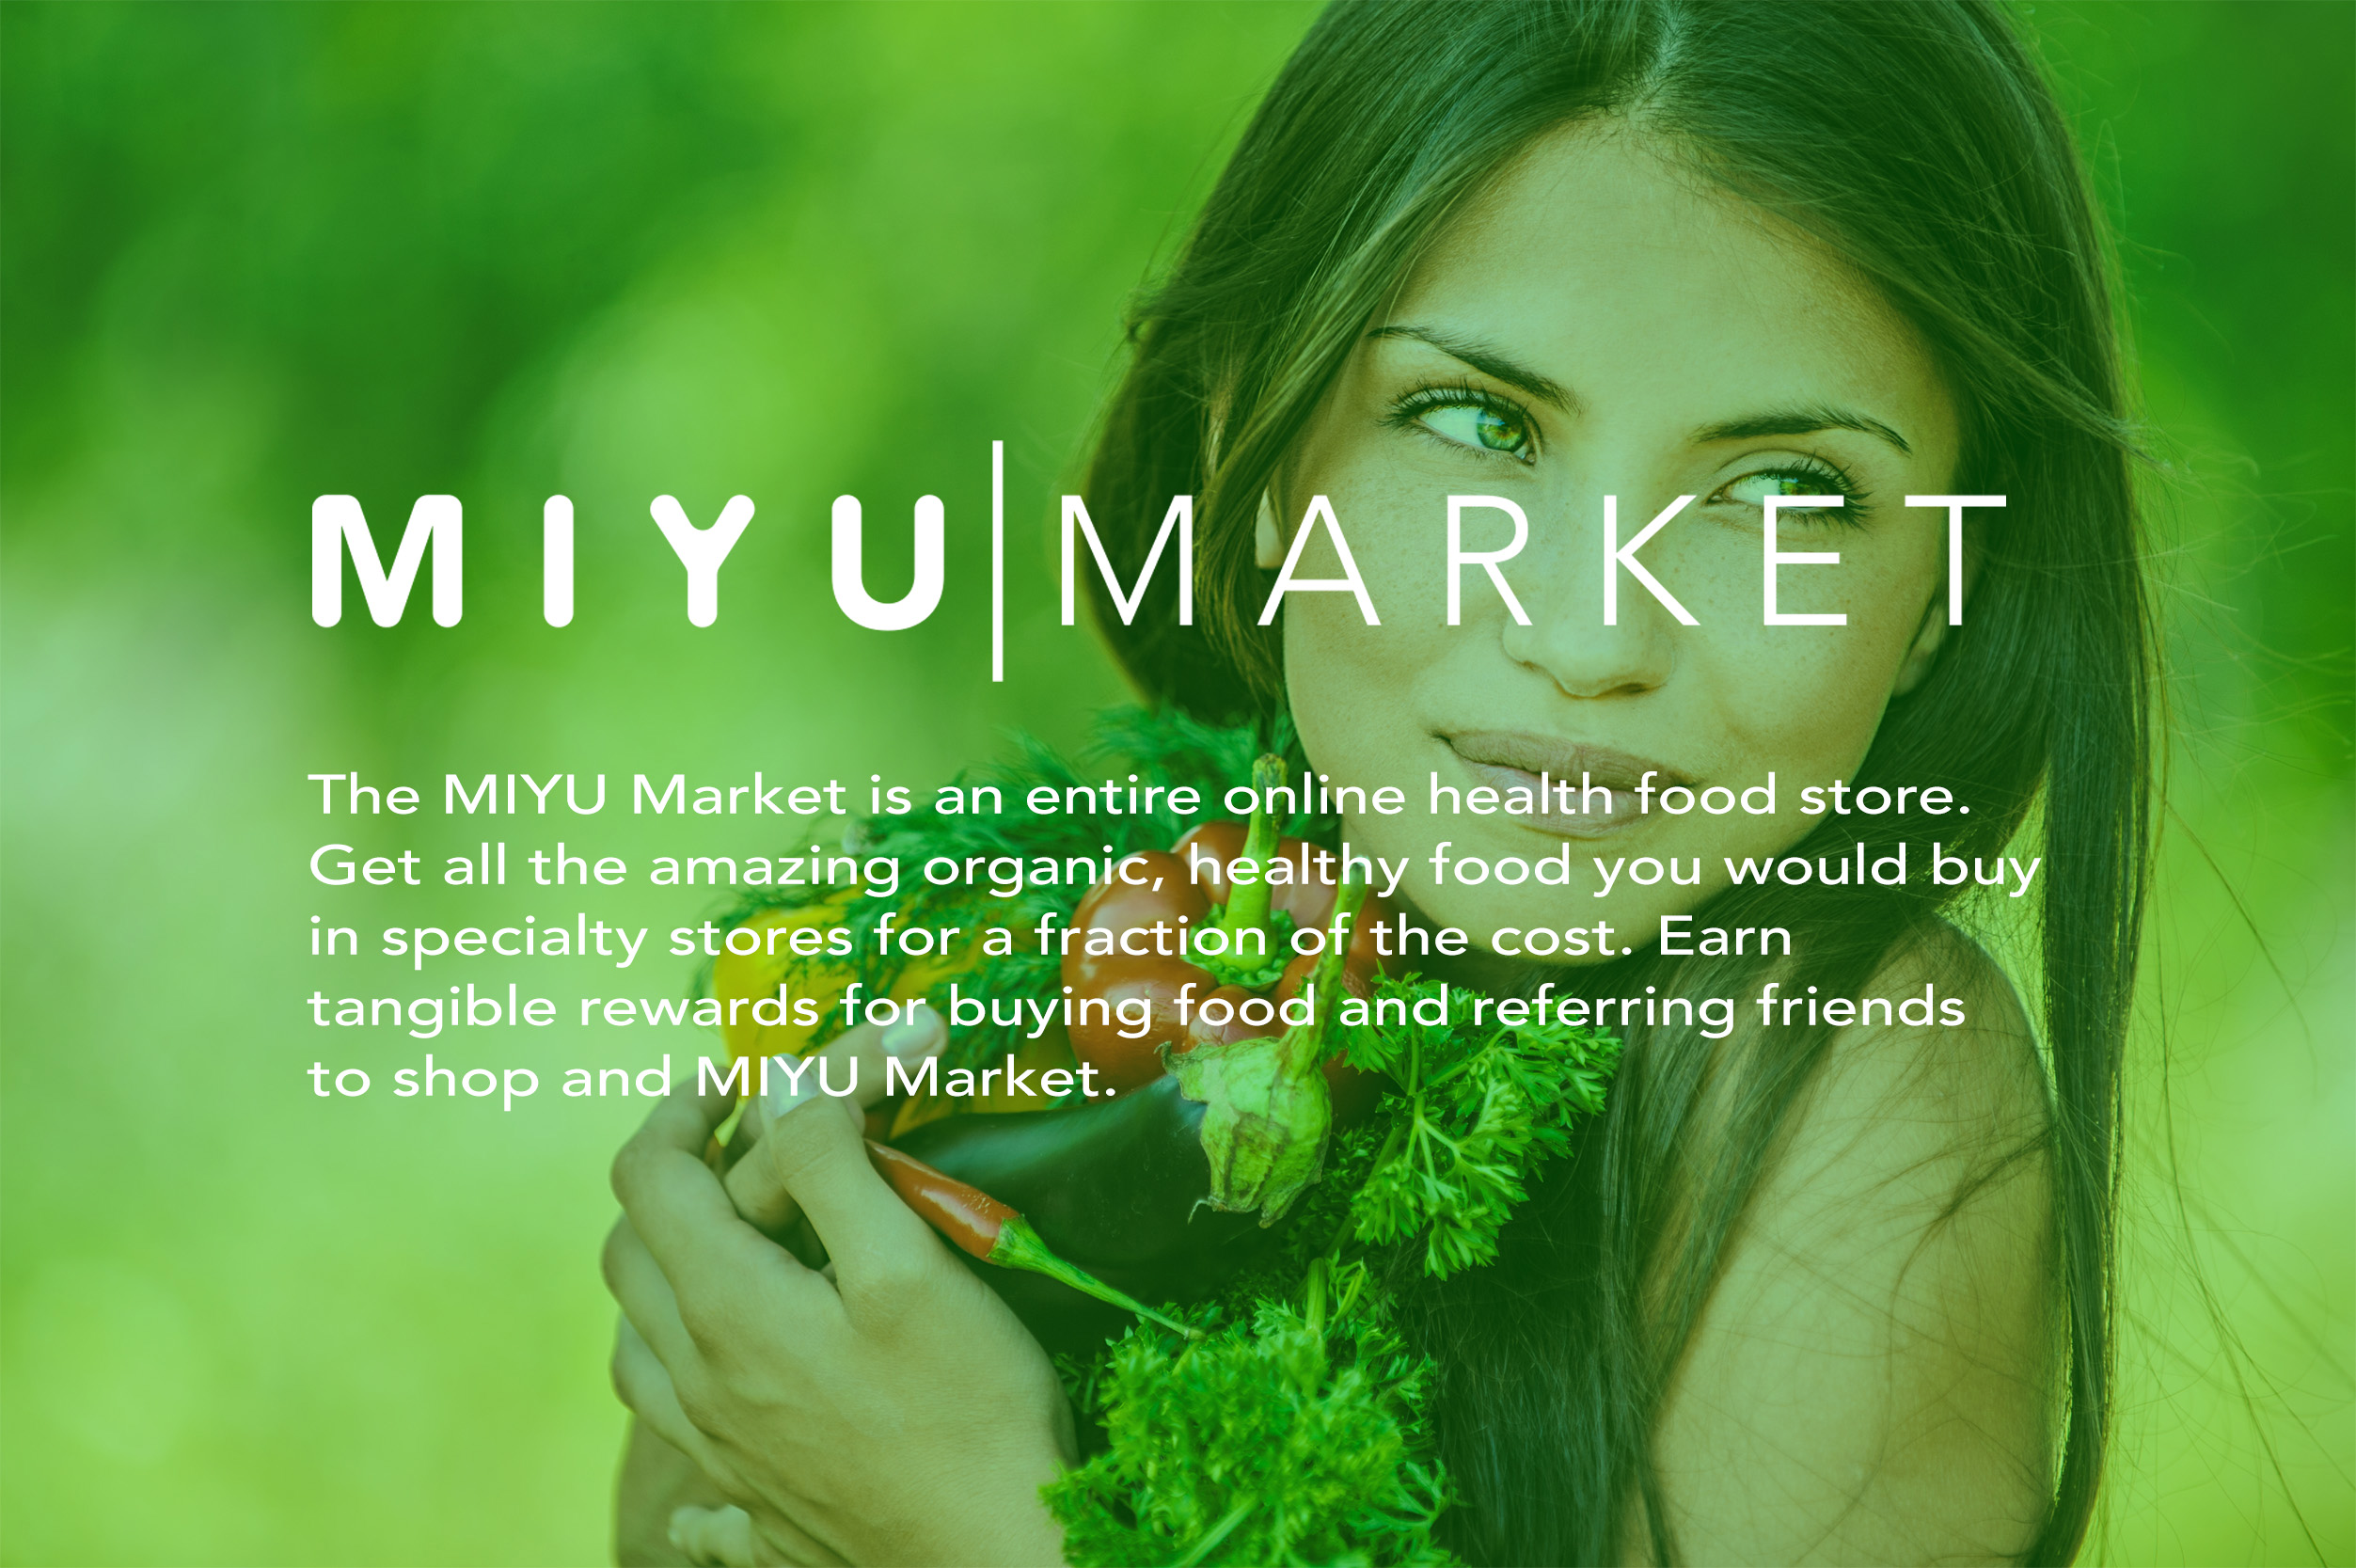 MIYU|MARKET
The MIYU Market is an entire online health food store.
Get all the amazing organic, healthy food you would buy
in specialty stores for a fraction of the cost. Earn
tangible rewards for buying food and referring friends
to shop and MIYU Market.